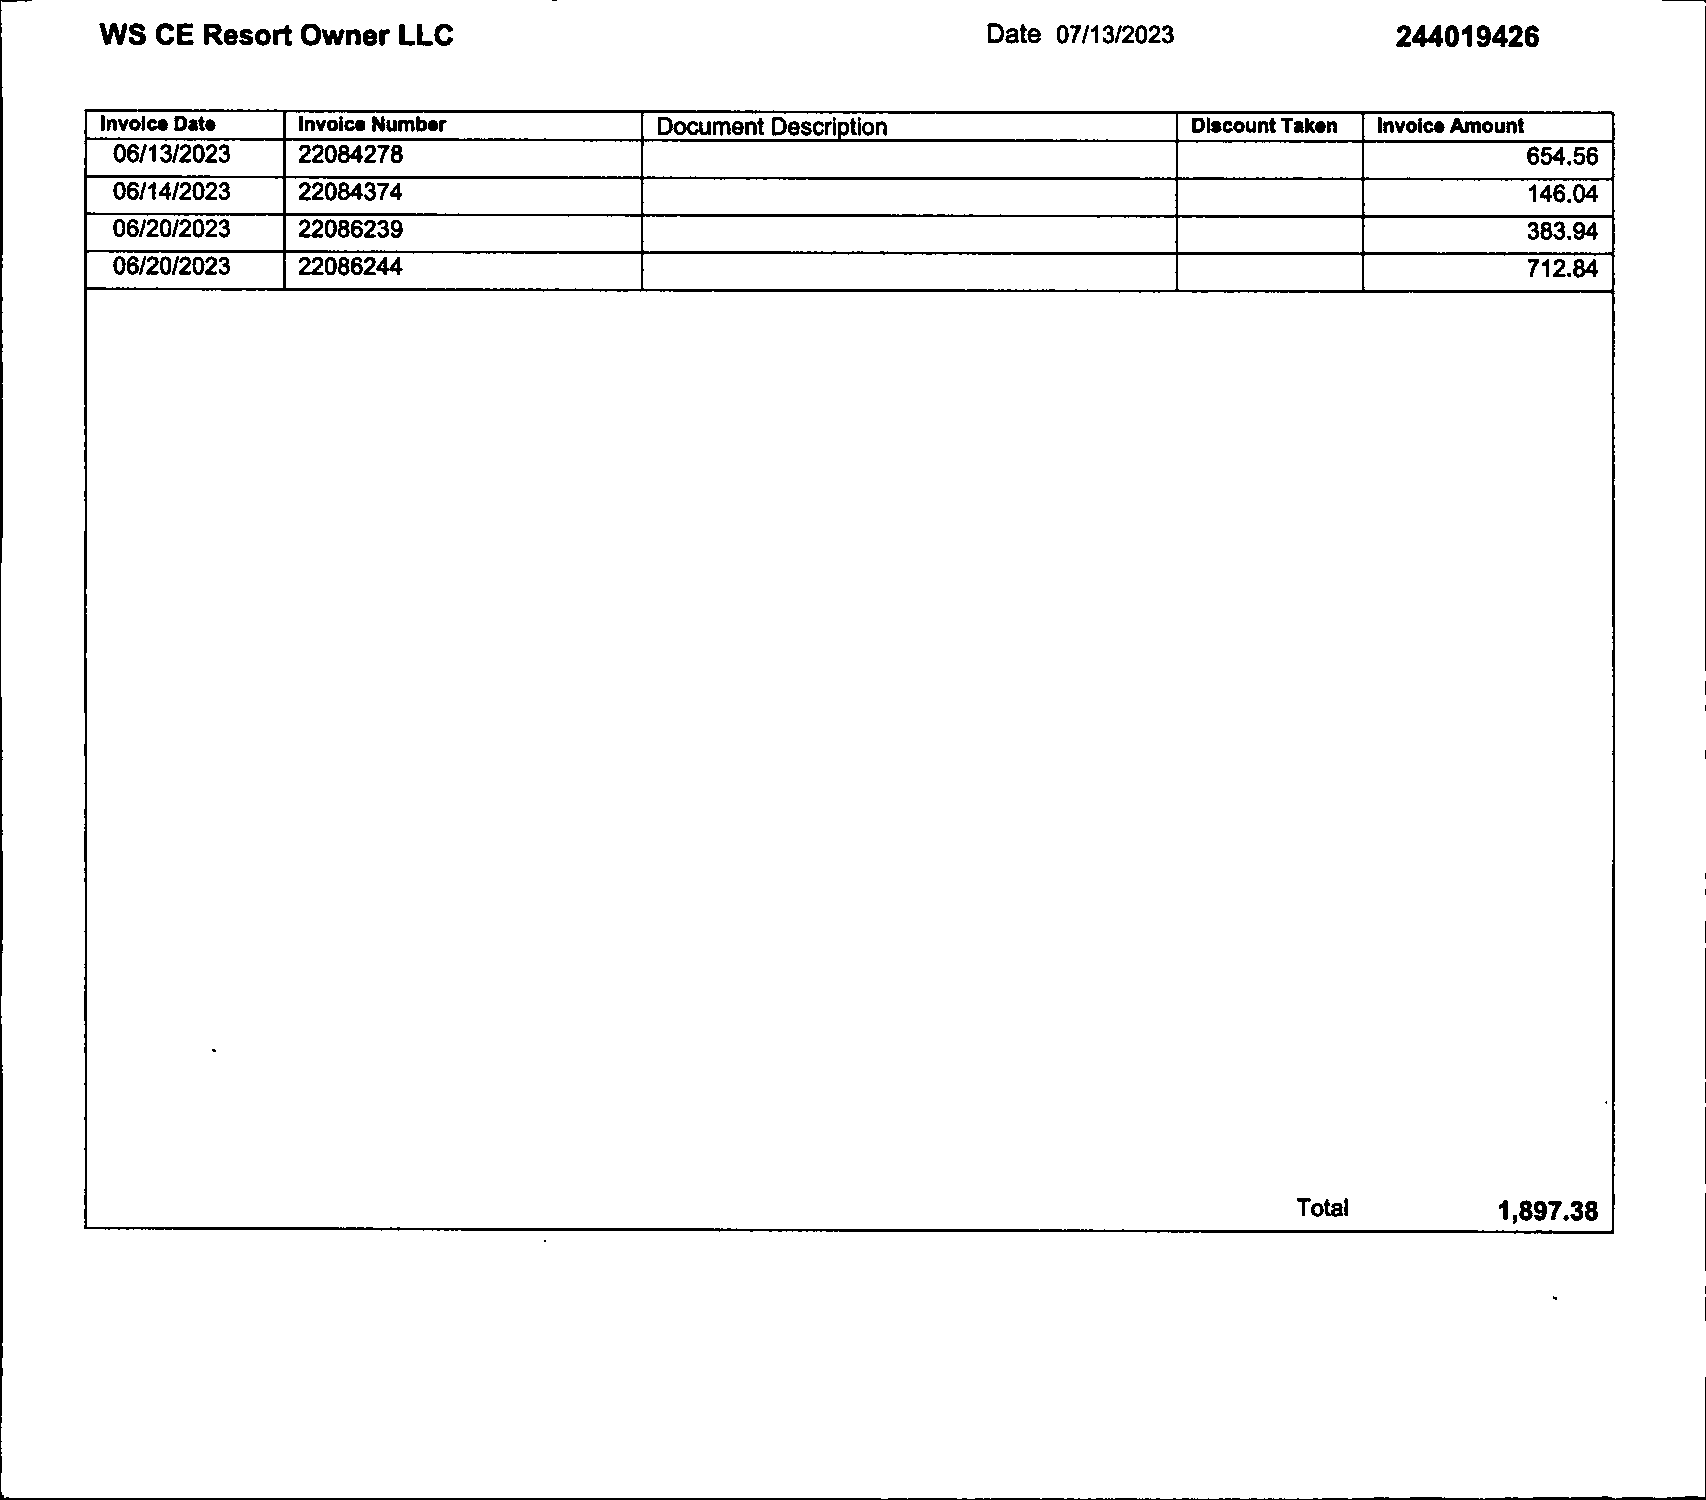 WS CE Resort Owner LLC Date 07/13/2023 244019426
Invoice Date Invoice Number Document Description Discount Taken Invoice Amount
06/13/2023 22084278 654.56
06/14/2023 22084374 146.04
06/20/2023 22086239 383.94
06/20/2023 22086244 712.84
Total 1,897.38